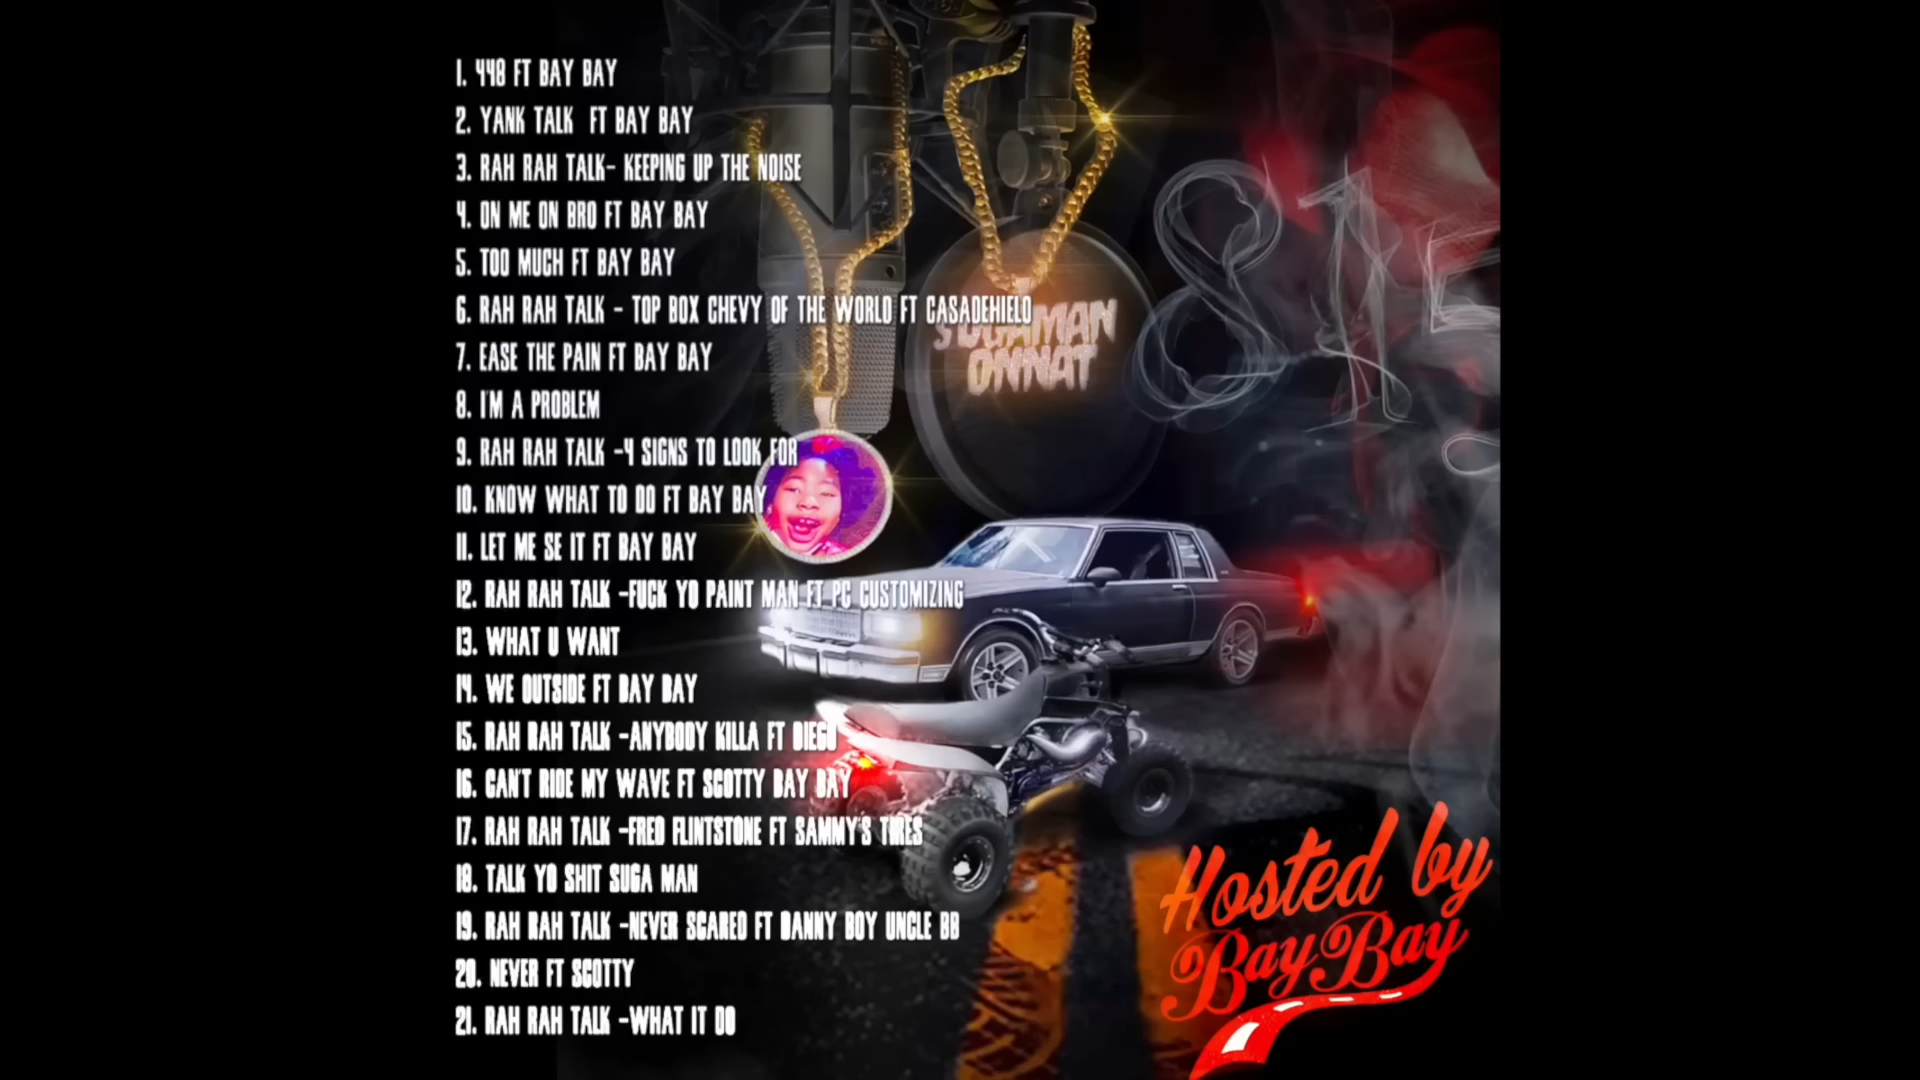 1. 448 FT BAY BAY
2. YANK TALK FT BAY BAY
3. RAH RAH TALK- KEEPING UP THE NOISE
4. ON ME ON BRO FT BAY BAY
5. TOO MUCH FT BAY BAY
6. RAH RAH TALK - TOP BOX CHEVY OF THE WORLD FT CASADEHIELO
7. EASE THE PAIN FT BAY BAY
8. I'M A PROBLEM
9. RAH RAH TALK -4 SIGNS TO LOOK FOR
10. KNOW WHAT TO DO FT BAY BAY
11. LET ME SE IT FT BAY BAY
12. RAH RAH TALK -FUCK YO PAINT MAN FT PC CUSTOMIZING
13. WHAT U WANT
14. WE OUTSIDE FT BAY BAY
15. RAH RAH TALK -ANYBODY KILLA FT DIEGO
16. CAN'T RIDE MY WAVE FT SCOTTY BAY BAY
17. RAH RAH TALK -FRED FLINTSTONE FT SAMMY'S TIRES
18. TALK YO SHIT SUGA MAN
19. RAH RAH TALK -NEVER SCARED FT DANNY BOY UNCLE BB
20. NEVER FT SCOTTY
21. RAH RAH TALK -WHAT IT DO
SUGAMAN
ONNAT
815
Hosted by
BayBay